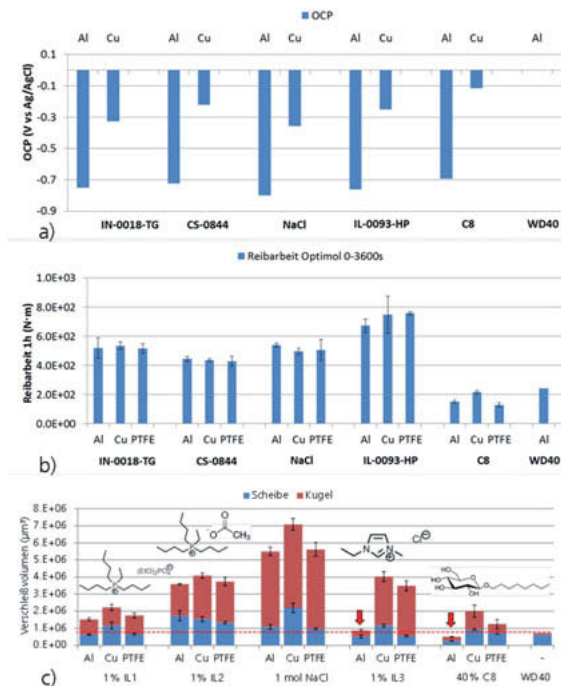 OCP
Al Cu Al Cu Al Cu Al Cu Al Cu Al
-0.1
-0.3
-0.5
-0.7
-0.9
OCP (V vs Ag/AgCl)
IN-0018-TG CS-0844 NaCl IL-0093-HP C8 WD40
a)
Reibarbeit Optimol 0-3600s
1.0E+03
8.0E+02
6.0E+02
4.0E+02
2.0E+02
0.0E+00
Reibarbeit 1h (N·m)
Al Cu PTFE Al Cu PTFE Al Cu PTFE Al Cu PTFE Al Cu PTFE Al
IN-0018-TG CS-0844 NaCl IL-0093-HP C8 WD40
b)
Scheibe Kugel
8.E+06
7.E+06
6.E+06
5.E+06
4.E+06
3.E+06
2.E+06
1.E+06
0.E+00
Verschleißvolumen (µm³)
CH₃
Cl⊖
Al Cu PTFE Al Cu PTFE Al Cu PTFE Al Cu PTFE Al Cu PTFE -
1% IL1 1% IL2 1 mol NaCl 1% IL3 40% C8 WD40
c)